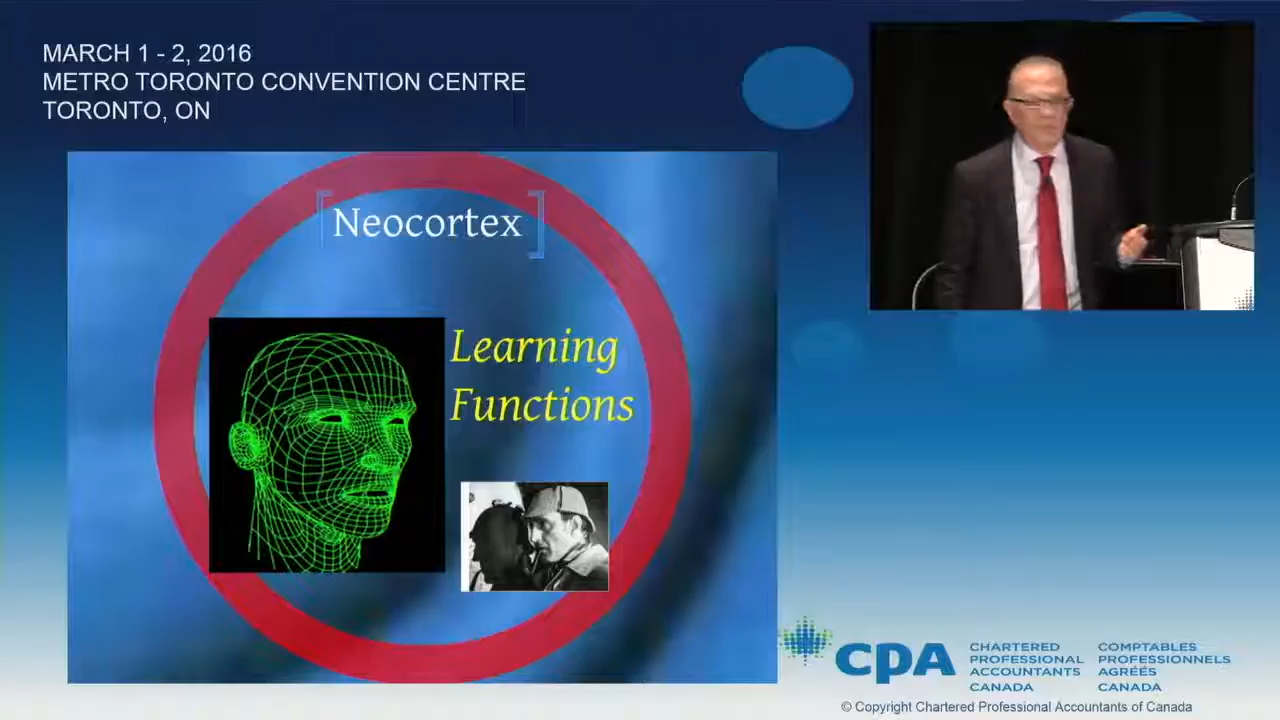 MARCH 1 - 2, 2016
METRO TORONTO CONVENTION CENTRE
TORONTO, ON
Neocortex
Learning
Functions
CPA
CHARTERED
PROFESSIONAL
ACCOUNTANTS
CANADA
COMPTABLES
PROFESSIONNELS
AGRÉÉS
CANADA
© Copyright Chartered Professional Accountants of Canada